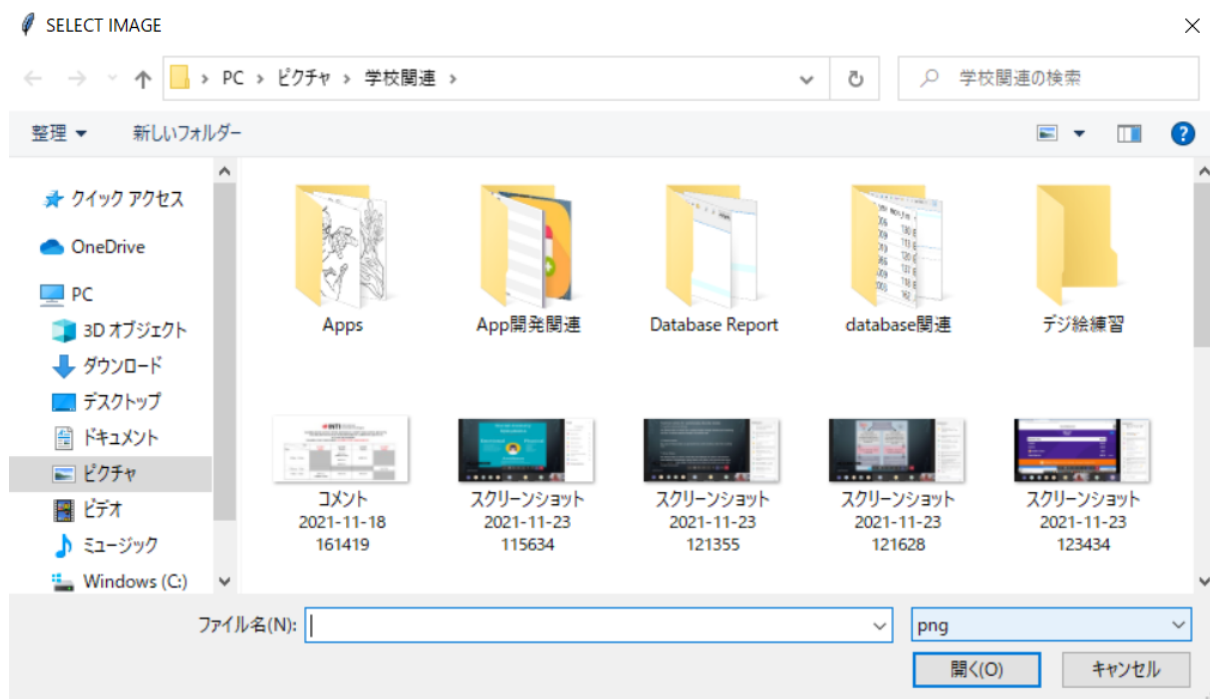 SELECT IMAGE
PC > ピクチャ > 学校関連 >
学校関連の検索
整理
新しいフォルダー
クイック アクセス
OneDrive
PC
3D オブジェクト
ダウンロード
デスクトップ
ドキュメント
ピクチャ
ビデオ
ミュージック
Windows (C:)
Apps
App開発関連
Database Report
database関連
デジ絵練習
コメント
2021-11-18
161419
スクリーンショット
2021-11-23
115634
スクリーンショット
2021-11-23
121355
スクリーンショット
2021-11-23
121628
スクリーンショット
2021-11-23
123434
ファイル名(N):
png
開く(O)
キャンセル